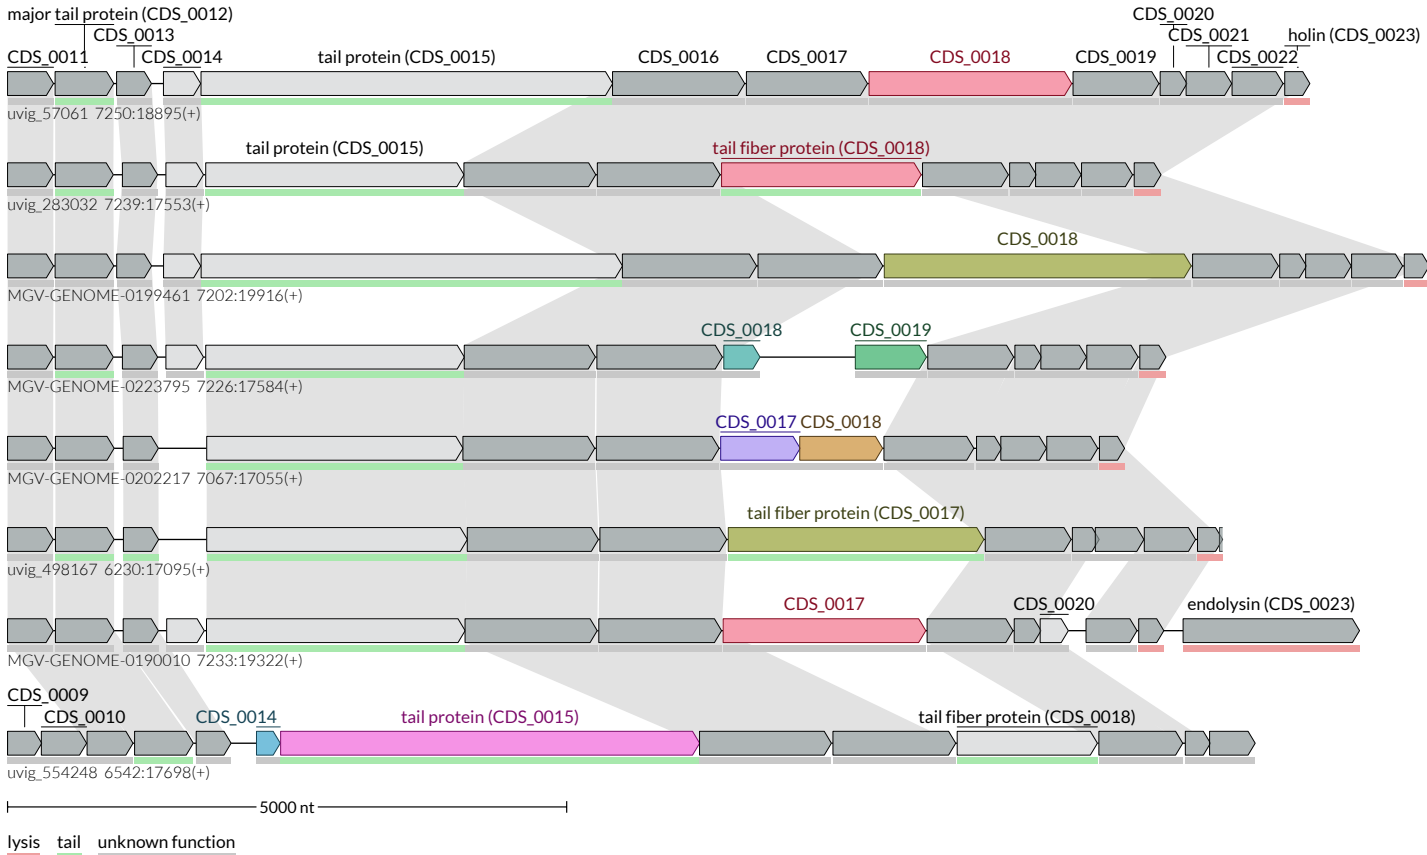 CDS_0020
major tail protein (CDS_0012)
CDS_0013 CDS_0021 holin (CDS_0023)
CDS_0011 CDS_0014 tail protein (CDS_0015) CDS_0016 CDS_0017 CDS_0018 CDS_0019 CDS_0022
uvig_57061 7250:18895(+)
tail protein (CDS_0015) tail fiber protein (CDS_0018)
uvig_283032 7239:17553(+)
CDS_0018
MGV-GENOME-0199461 7202:19916(+)
CDS_0018 CDS_0019
MGV-GENOME-0223795 7226:17584(+)
CDS_0017 CDS_0018
MGV-GENOME-0202217 7067:17055(+)
tail fiber protein (CDS_0017)
uvig_498167 6230:17095(+)
CDS_0017 CDS_0020 endolysin (CDS_0023)
MGV-GENOME-0190010 7233:19322(+)
CDS_0009
CDS_0010 CDS_0014 tail protein (CDS_0015) tail fiber protein (CDS_0018)
uvig_554248 6542:17698(+)
5000 nt
lysis tail unknown function